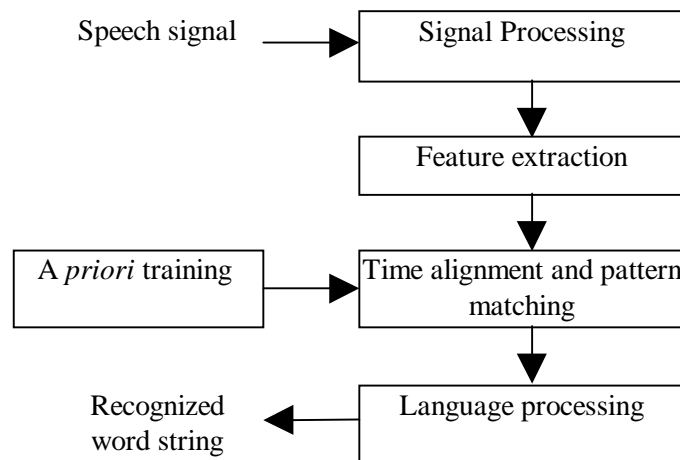 Speech signal
Signal Processing
Feature extraction
A priori training
Time alignment and pattern
matching
Language processing
Recognized
word string